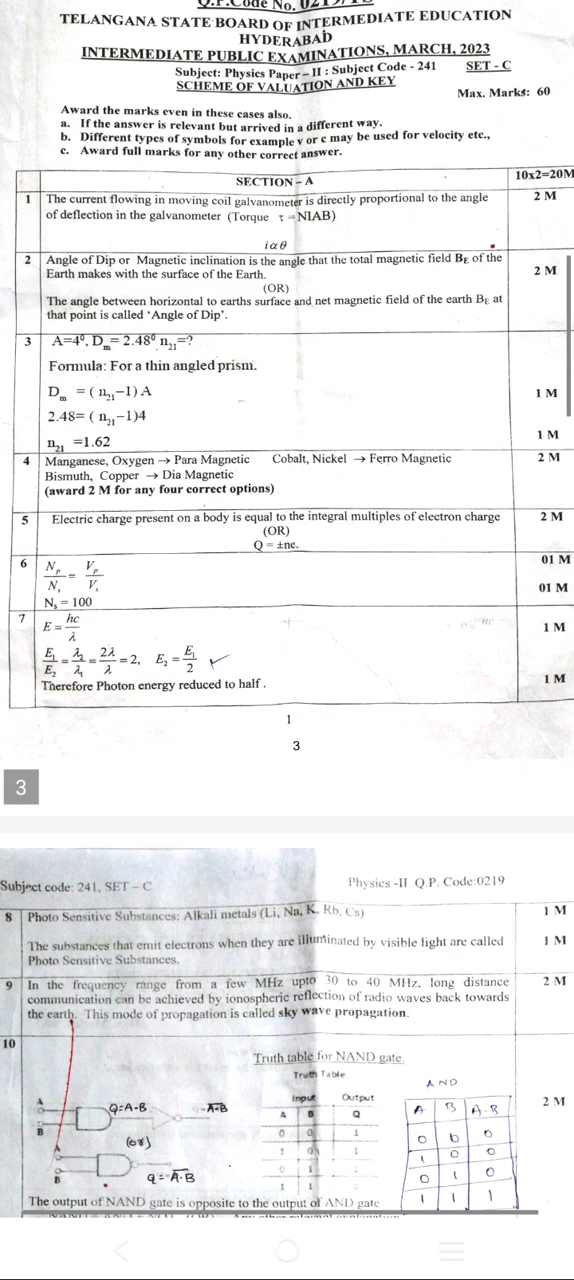 Q.P.Code No. 0219/
TELANGANA STATE BOARD OF INTERMEDIATE EDUCATION
HYDERABAD
INTERMEDIATE PUBLIC EXAMINATIONS, MARCH, 2023
Subject: Physics Paper – II : Subject Code - 241 SET - C
SCHEME OF VALUATION AND KEY
Max. Marks: 60
Award the marks even in these cases also.
a. If the answer is relevant but arrived in a different way.
b. Different types of symbols for example v or c may be used for velocity etc.,
c. Award full marks for any other correct answer.
SECTION – A 10x2=20M
1 The current flowing in moving coil galvanometer is directly proportional to the angle 2 M
of deflection in the galvanometer (Torque τ =NIAB)
iαθ
2 Angle of Dip or Magnetic inclination is the angle that the total magnetic field B_E of the
Earth makes with the surface of the Earth. 2 M
(OR)
The angle between horizontal to earths surface and net magnetic field of the earth B_E at
that point is called ‘Angle of Dip’.
3 A=4⁰, D_m= 2.48⁰ n₂₁=?
Formula: For a thin angled prism.
D_m = ( n₂₁–1) A 1 M
2.48= ( n₂₁–1)4
n₂₁ =1.62 1 M
4 Manganese, Oxygen → Para Magnetic Cobalt, Nickel → Ferro Magnetic 2 M
Bismuth, Copper → Dia Magnetic
(award 2 M for any four correct options)
5 Electric charge present on a body is equal to the integral multiples of electron charge 2 M
(OR)
Q = ±ne.
6 N_p/N_s = V_p/V_s 01 M
N_s = 100 01 M
7 E = hc/λ 1 M
E₁/E₂ = λ₂/λ₁ = 2λ/λ = 2, E₂ = E₁/2
Therefore Photon energy reduced to half . 1 M
1
3
3
Subject code: 241, SET – C Physics -II Q.P. Code:0219
8 Photo Sensitive Substances: Alkali metals (Li, Na, K, Rb, Cs) 1 M
The substances that emit electrons when they are illuminated by visible light are called 1 M
Photo Sensitive Substances.
9 In the frequency range from a few MHz upto 30 to 40 MHz, long distance 2 M
communication can be achieved by ionospheric reflection of radio waves back towards
the earth. This mode of propagation is called sky wave propagation.
10 Truth table for NAND gate.
Truth Table
AND
Input Output 2 M
A B Q
0 0 1
1 0 1
0 1
1 1
A B A.B
0 0 0
1 0 0
0 1 0
1 1 1
A Q=A-B A-B
B
(or)
A
B Q = A̅.̅B̅
The output of NAND gate is opposite to the output of AND gate